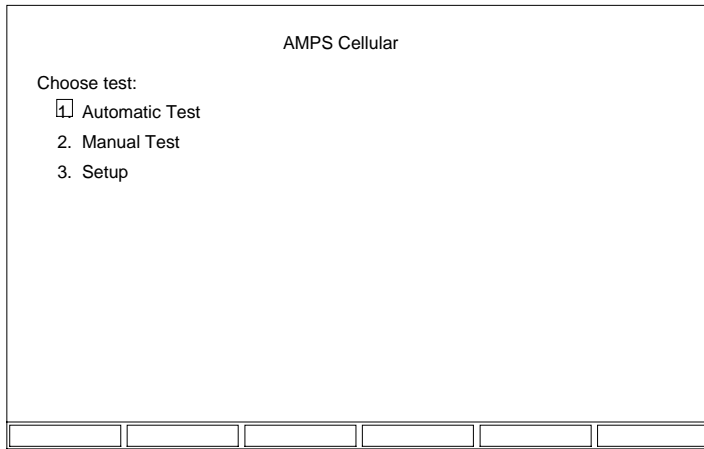 AMPS Cellular
Choose test:
1. Automatic Test
2. Manual Test
3. Setup